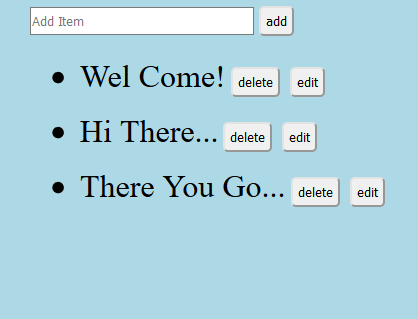 Add Item add
Wel Come! delete edit
Hi There... delete edit
There You Go... delete edit